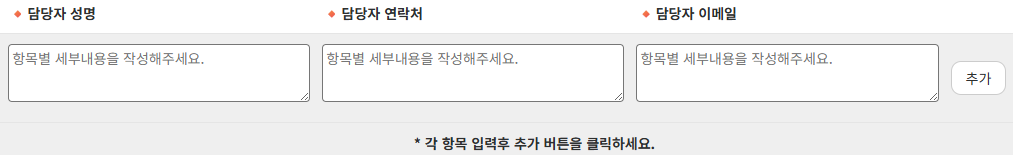 ◆ 담당자 성명 ◆ 담당자 연락처 ◆ 담당자 이메일
항목별 세부내용을 작성해주세요. 항목별 세부내용을 작성해주세요. 항목별 세부내용을 작성해주세요. 추가
* 각 항목 입력후 추가 버튼을 클릭하세요.